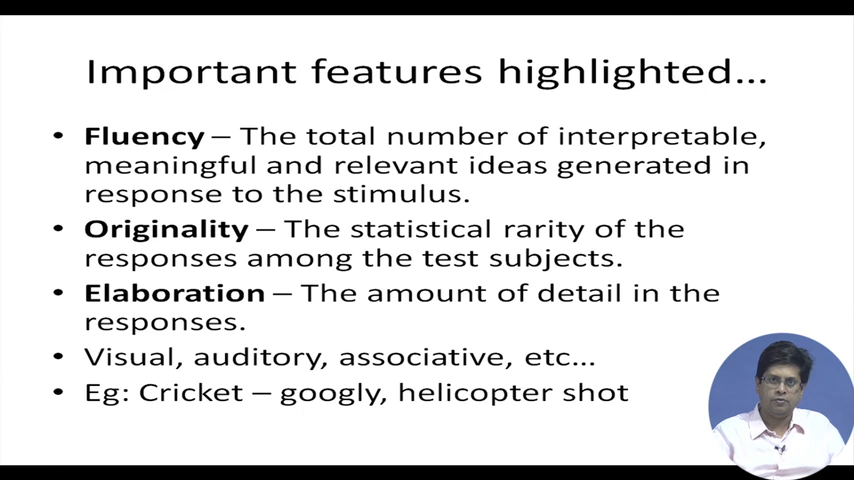 Important features highlighted...
• Fluency – The total number of interpretable,
meaningful and relevant ideas generated in
response to the stimulus.
• Originality – The statistical rarity of the
responses among the test subjects.
• Elaboration – The amount of detail in the
responses.
• Visual, auditory, associative, etc...
• Eg: Cricket – googly, helicopter shot